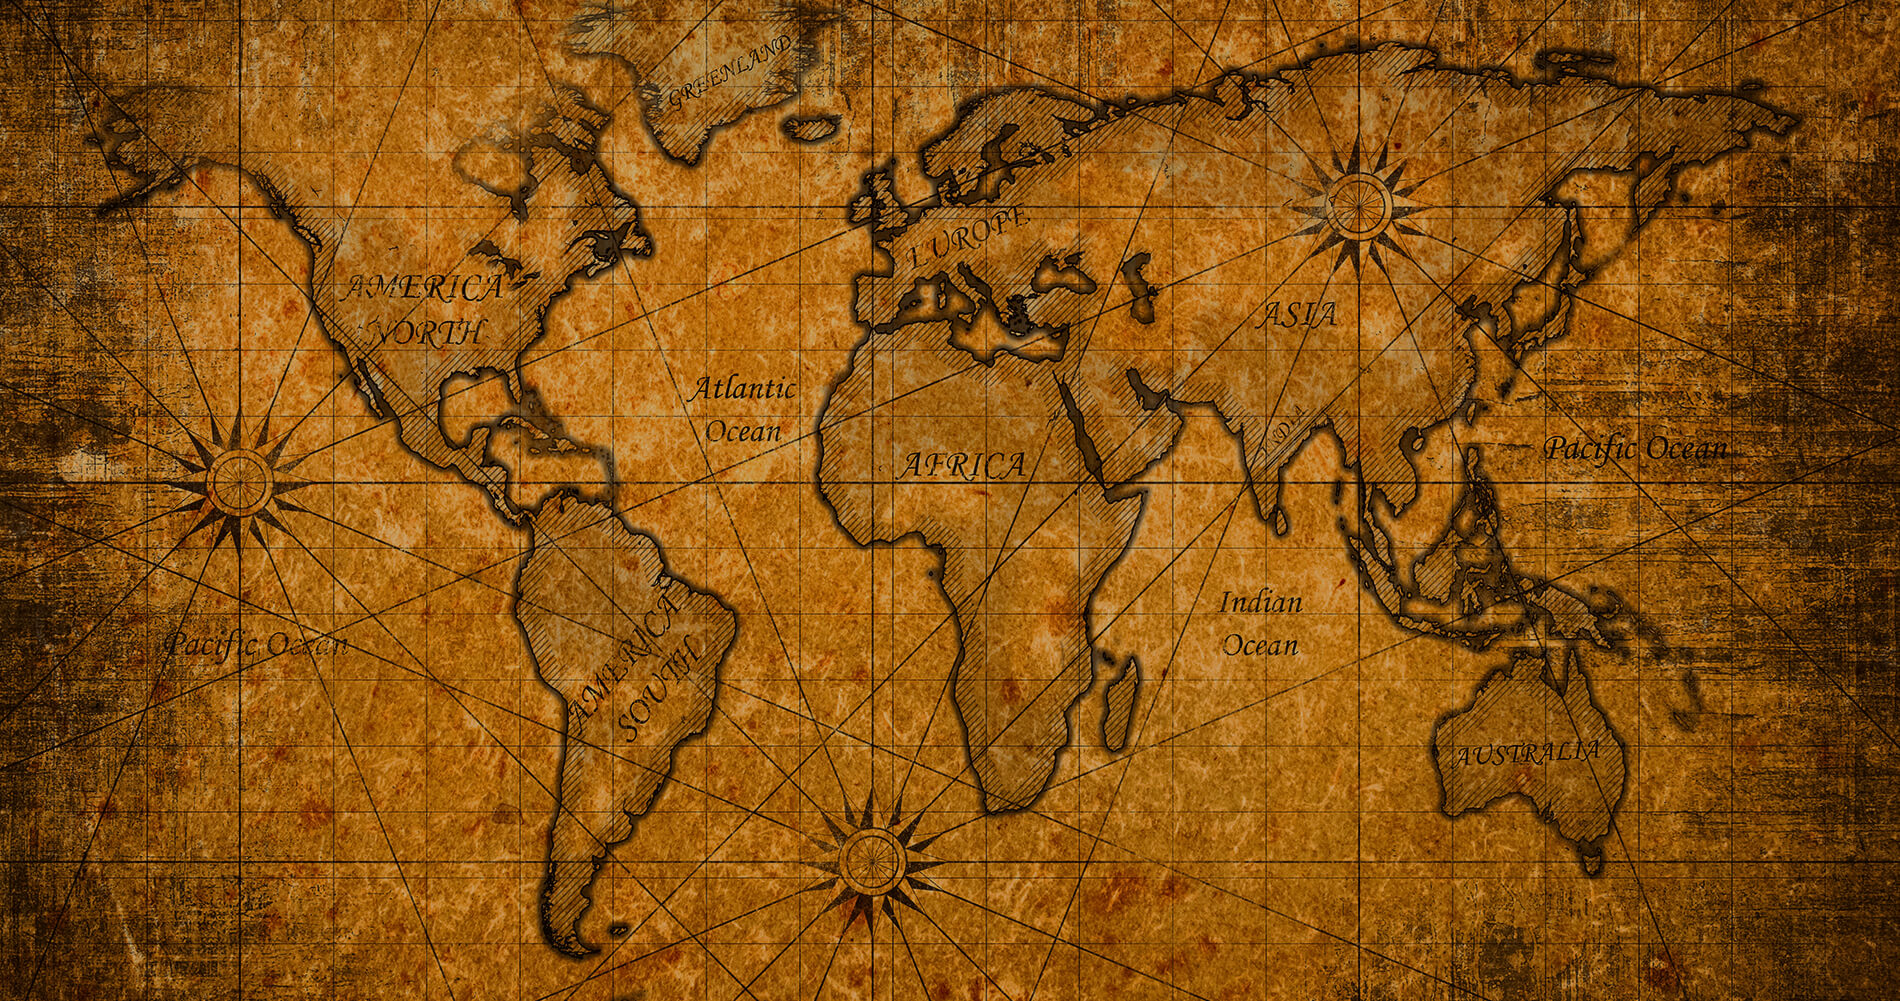 GREENLAND
EUROPE
AMERICA
NORTH
ASIA
Atlantic
Ocean
INDIA
Pacific Ocean
AFRICA
Indian
Ocean
Pacific Ocean
AMERICA
SOUTH
AUSTRALIA